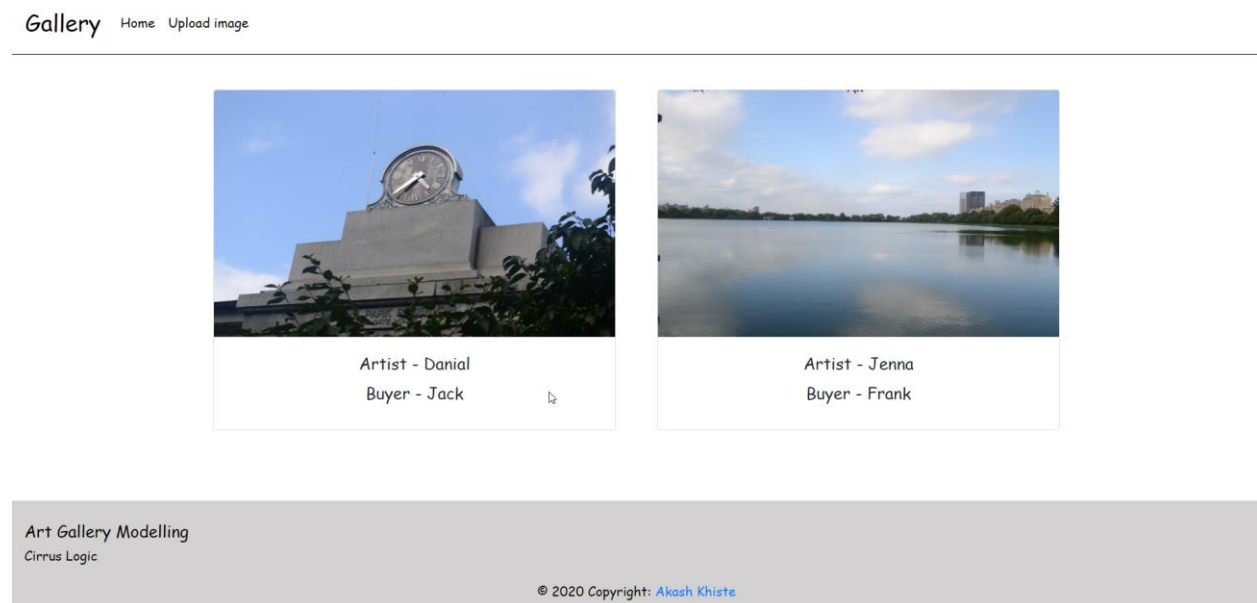 Gallery Home Upload image
Artist - Danial
Buyer - Jack
Artist - Jenna
Buyer - Frank
Art Gallery Modelling
Cirrus Logic
© 2020 Copyright: Akash Khiste